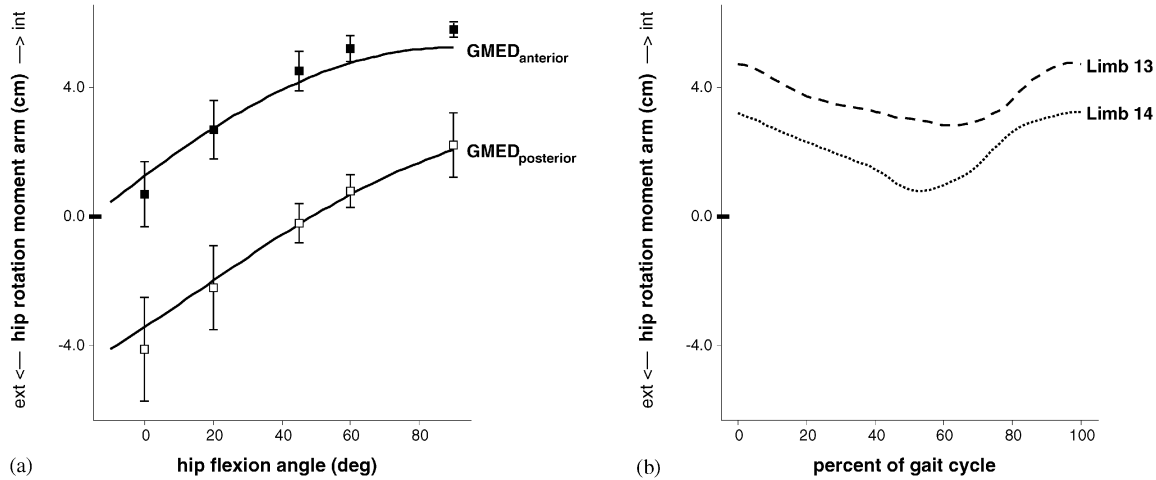 ext <— hip rotation moment arm (cm) —> int
4.0
0.0
-4.0
GMEDanterior
GMEDposterior
0 20 40 60 80
hip flexion angle (deg)
(a)
ext <— hip rotation moment arm (cm) —> int
4.0
0.0
-4.0
Limb 13
Limb 14
0 20 40 60 80 100
percent of gait cycle
(b)